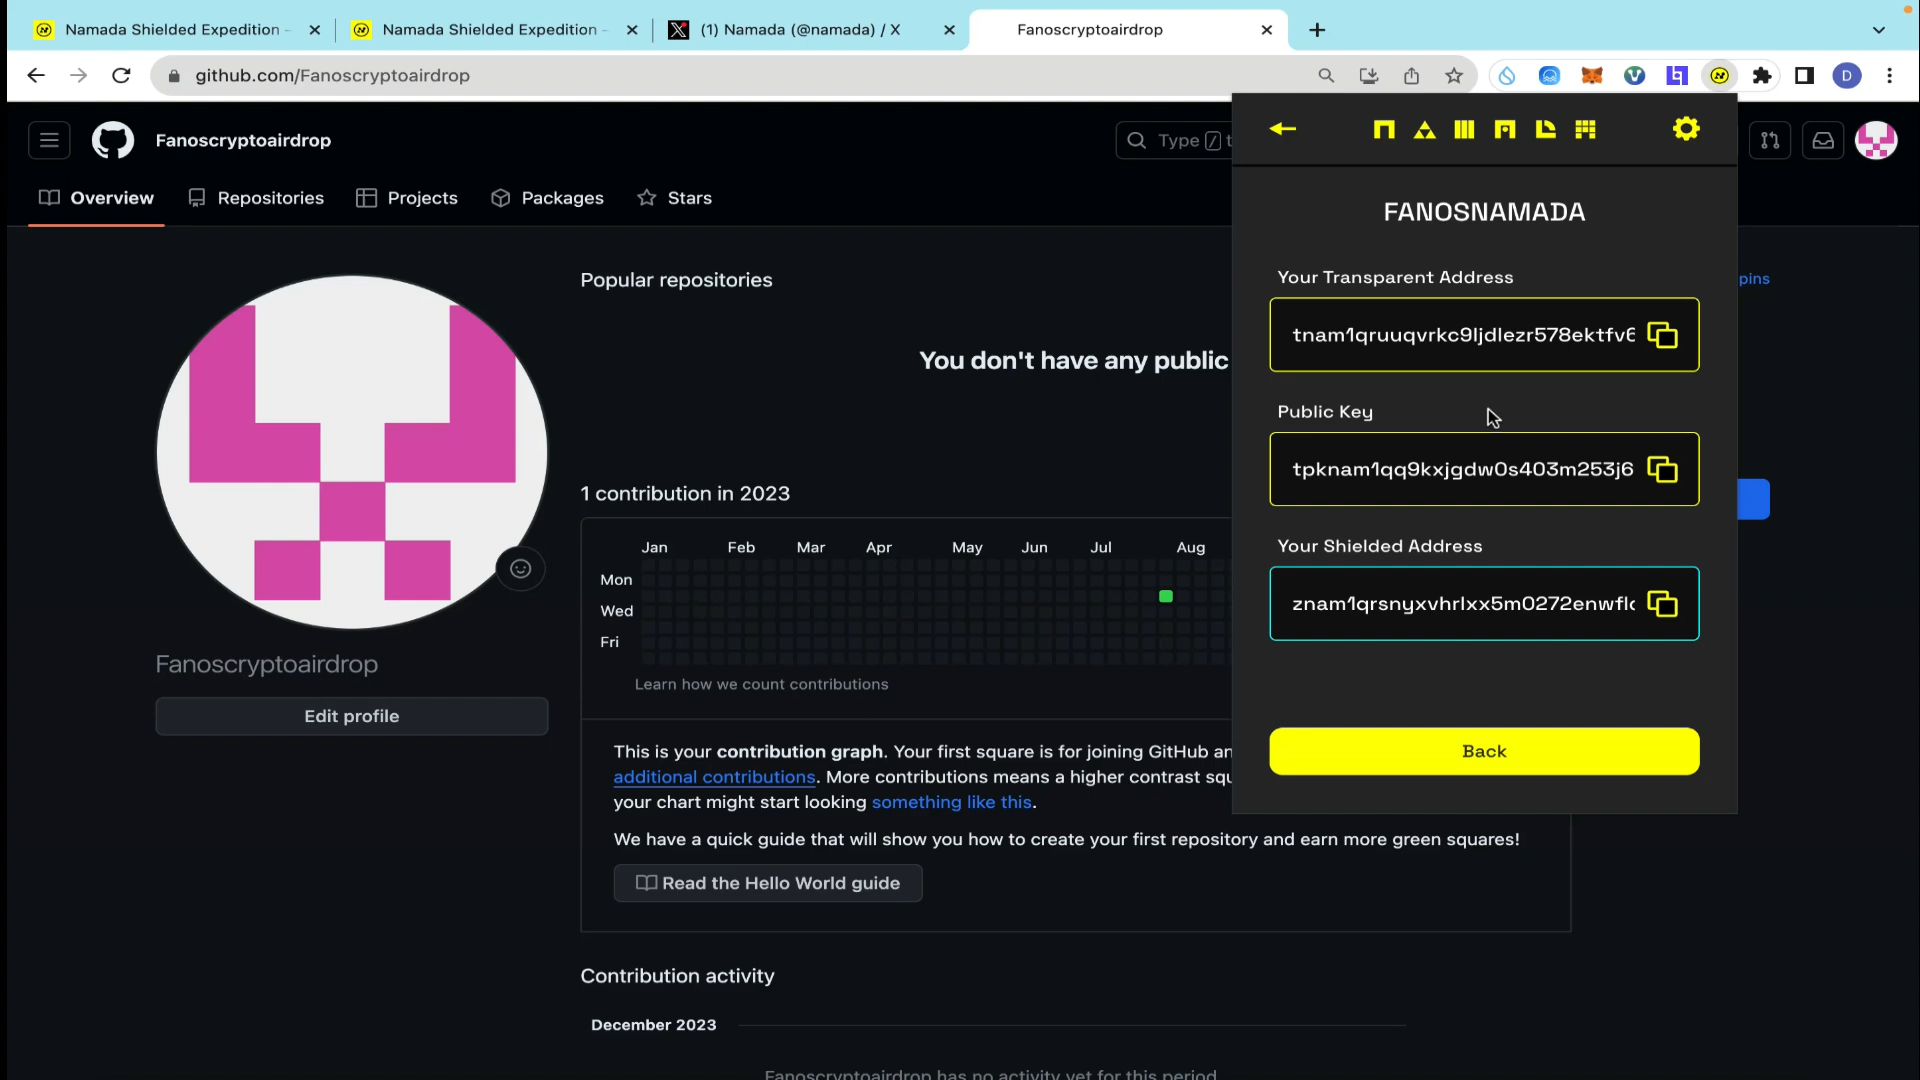 Namada Shielded Expedition -
Namada Shielded Expedition -
(1) Namada (@namada) / X
Fanoscryptoairdrop
github.com/Fanoscryptoairdrop
D
Fanoscryptoairdrop
Type / t
Overview
Repositories
Projects
Packages
Stars
FANOSNAMADA
Your Transparent Address
tnam1qruuqvrkc9ljdlezr578ektfv6
Public Key
tpknam1qq9kxjgdw0s403m253j6
Your Shielded Address
znam1qrsnyxvhrlxx5m0272enwfl
Back
Popular repositories
pins
You don't have any public
1 contribution in 2023
Jan Feb Mar Apr May Jun Jul Aug
Mon
Wed
Fri
Learn how we count contributions
Fanoscryptoairdrop
Edit profile
This is your contribution graph. Your first square is for joining GitHub an
additional contributions. More contributions means a higher contrast squ
your chart might start looking something like this.
We have a quick guide that will show you how to create your first repository and earn more green squares!
Read the Hello World guide
Contribution activity
December 2023
Fanoscryptoairdrop has no activity yet for this period.